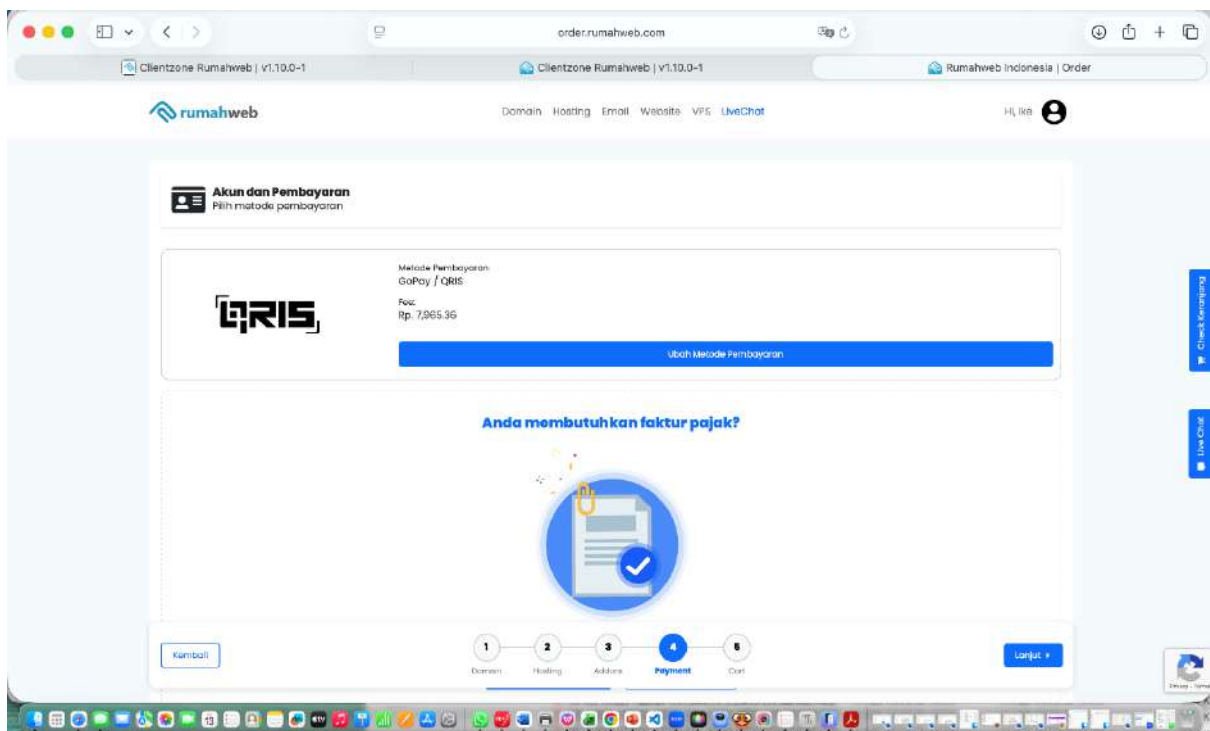 order.rumahweb.com
Clientzone Rumahweb | v1.10.0-1
Clientzone Rumahweb | v1.10.0-1
Rumahweb Indonesia | Order
rumahweb
Domain Hosting Email Website VPS LiveChat
Hi, Ike
Akun dan Pembayaran
Pilih metode pembayaran
QRIS
Metode Pembayaran:
GoPay / QRIS
Fee:
Rp. 7,965.36
Ubah Metode Pembayaran
Check Keranjang
Anda membutuhkan faktur pajak?
Live Chat
Kembali
1 2 3 4 5
Domain Hosting Addons Payment Cart
Lanjut »